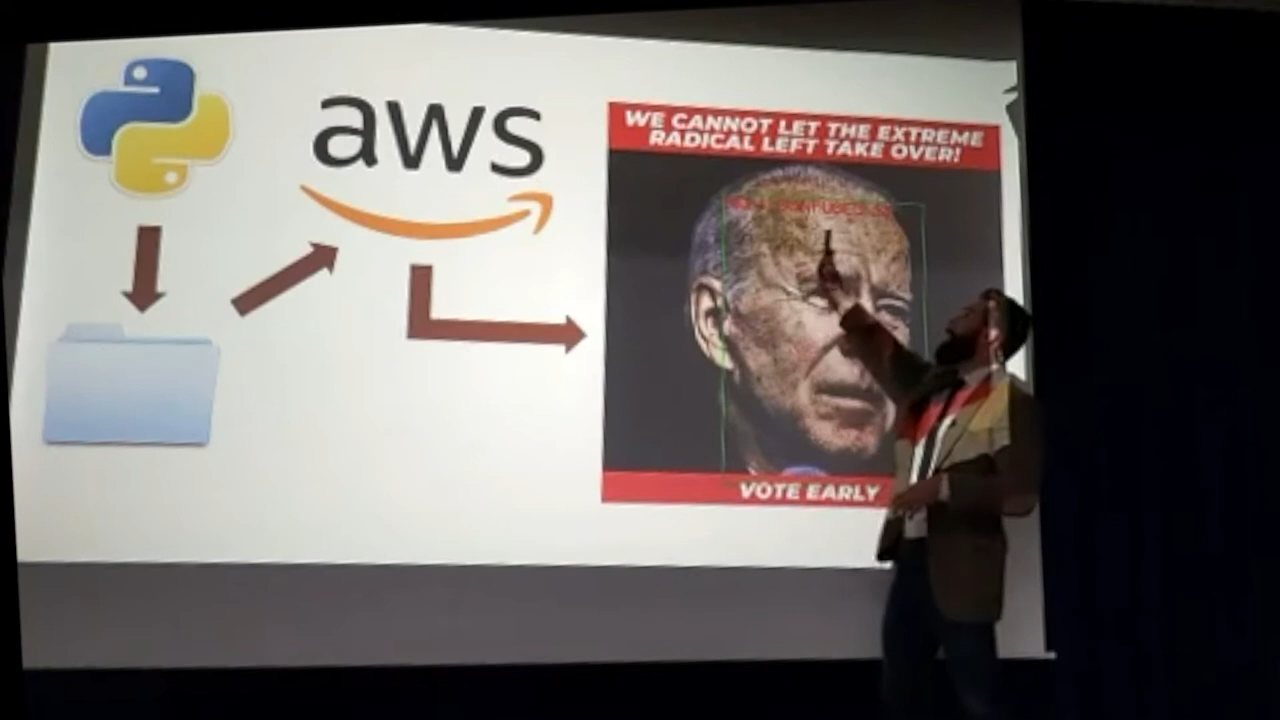 aws
WE CANNOT LET THE EXTREME
RADICAL LEFT TAKE OVER!
VOTE EARLY